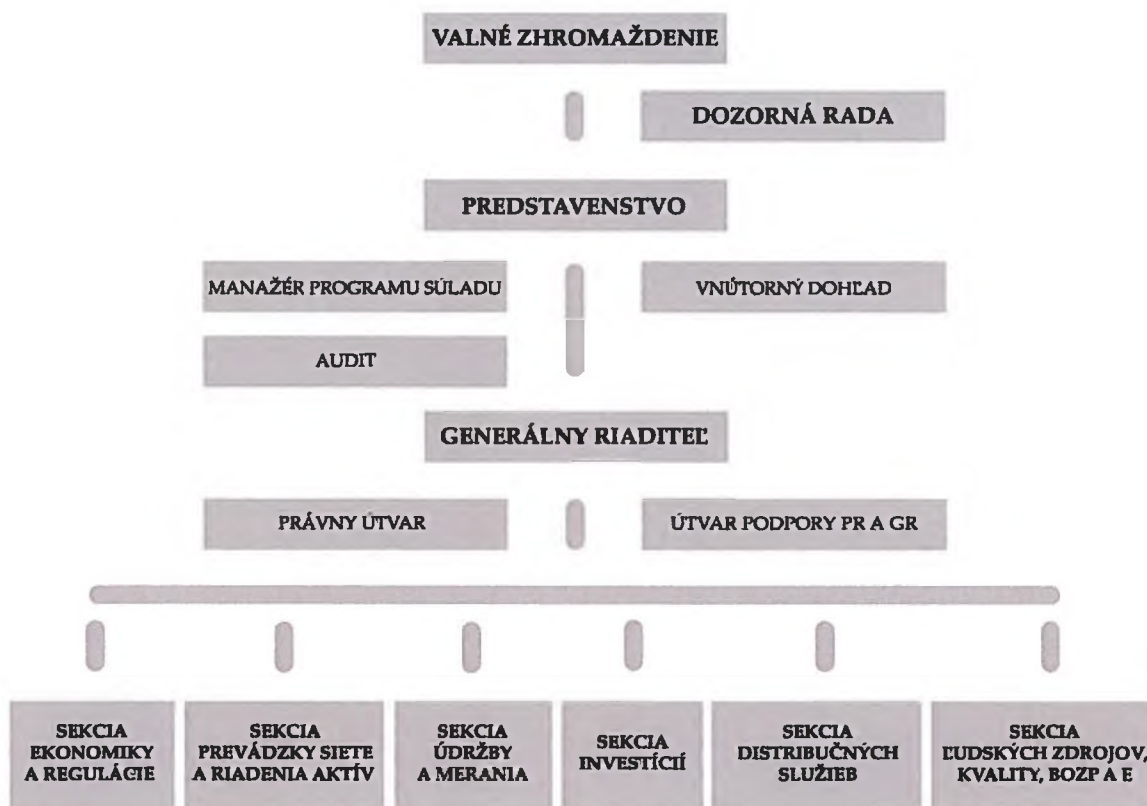 VALNÉ ZHROMAŽDENIE
DOZORNÁ RADA
PREDSTAVENSTVO
MANAŽÉR PROGRAMU SÚLADU
VNÚTORNÝ DOHĽAD
AUDIT
GENERÁLNY RIADITEĽ
PRÁVNY ÚTVAR
ÚTVAR PODPORY PR A GR
SEKCIA
EKONOMIKY
A REGULÁCIE
SEKCIA
PREVÁDZKY SIETE
A RIADENIA AKTÍV
SEKCIA
ÚDRŽBY
A MERANIA
SEKCIA
INVESTÍCIÍ
SEKCIA
DISTRIBUČNÝCH
SLUŽIEB
SEKCIA
ĽUDSKÝCH ZDROJOV,
KVALITY, BOZP A E